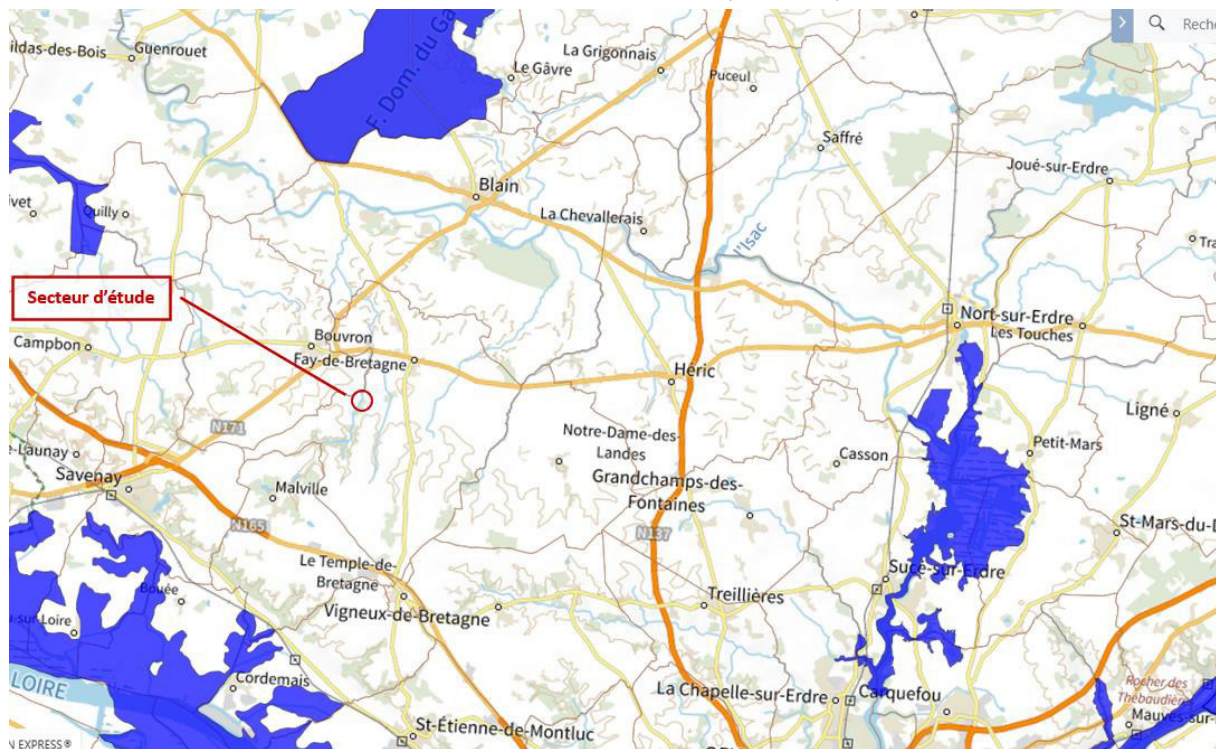 Reche
ildas-des-Bois
Guenrouet
La Grigonnais
Le Gâvre
Puceul
F. Dom. du Ga
Saffré
Joué-sur-Erdre
Blain
vet
Quilly
La Chevallerais
l'Isac
Tra
Secteur d'étude
Nort-sur-Erdre
Les Touches
Bouvron
Campbon
Fay-de-Bretagne
Héric
Ligné
N171
Notre-Dame-des-
Landes
Petit-Mars
e-Launay
Casson
Savenay
Grandchamps-des-
Fontaines
Malville
St-Mars-du-D
N165
N137
Le Temple-de-
Bretagne
Sucé-sur-Erdre
Bouée
Treillières
Vigneux-de-Bretagne
u-sur-Loire
LOIRE
Cordemais
La Chapelle-sur-Erdre
Carquefou
Rocher des
Thébaudières
Mauves-sur-
St-Étienne-de-Montluc
N EXPRESS®